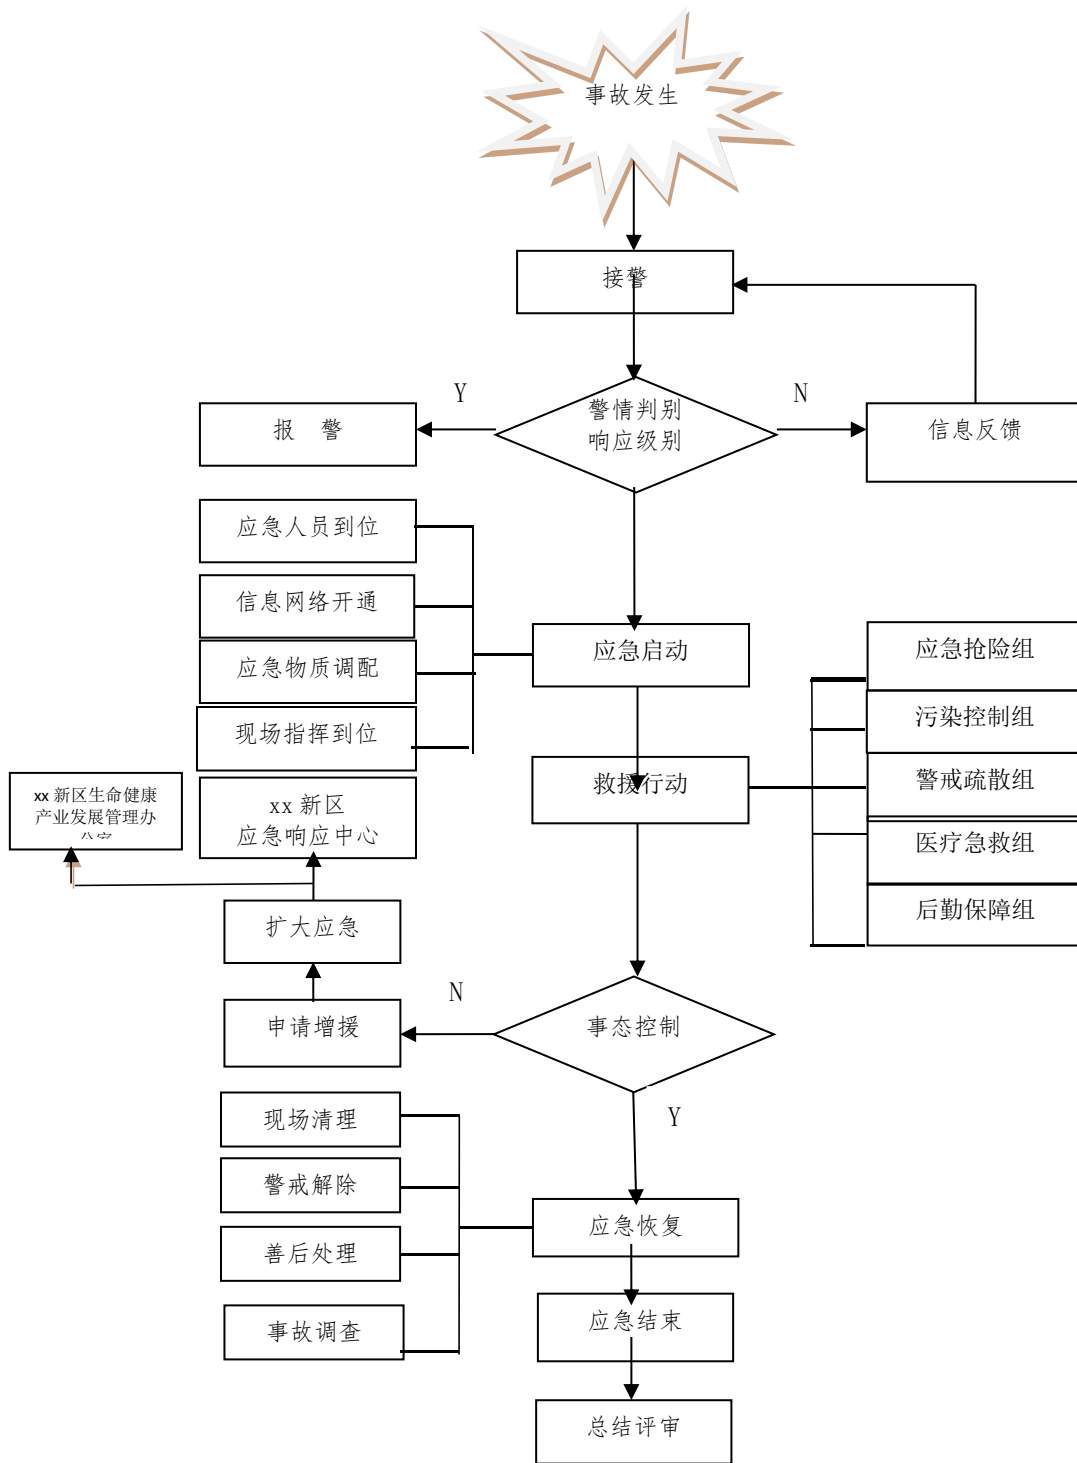 事故发生
接警
Y
N
警情判别
响应级别
报 警
信息反馈
应急人员到位
信息网络开通
应急物质调配
现场指挥到位
应急启动
应急抢险组
污染控制组
警戒疏散组
医疗急救组
后勤保障组
救援行动
xx 新区生命健康
产业发展管理办
公室
xx 新区
应急响应中心
扩大应急
申请增援
N
事态控制
Y
现场清理
警戒解除
善后处理
事故调查
应急恢复
应急结束
总结评审